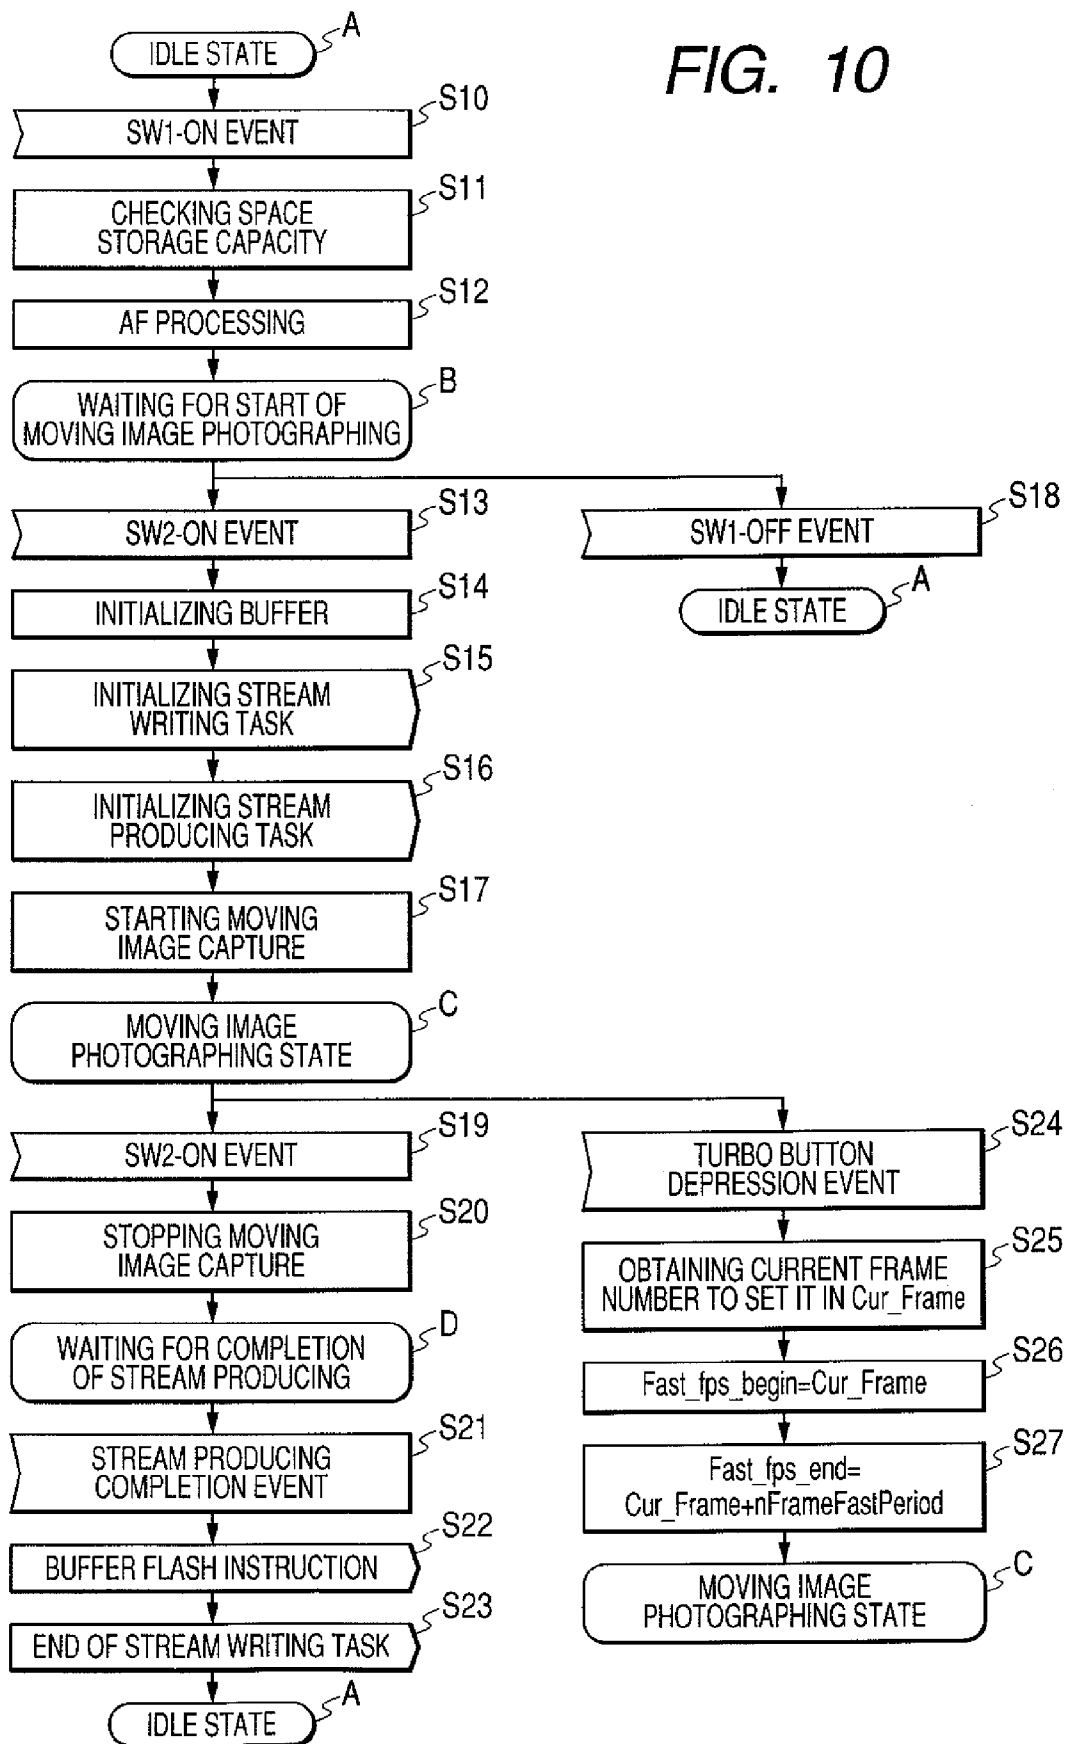 FIG. 10
IDLE STATE
A
SW1-ON EVENT
S10
CHECKING SPACE
STORAGE CAPACITY
S11
AF PROCESSING
S12
WAITING FOR START OF
MOVING IMAGE PHOTOGRAPHING
B
SW2-ON EVENT
S13
INITIALIZING BUFFER
S14
INITIALIZING STREAM
WRITING TASK
S15
INITIALIZING STREAM
PRODUCING TASK
S16
STARTING MOVING
IMAGE CAPTURE
S17
MOVING IMAGE
PHOTOGRAPHING STATE
C
SW1-OFF EVENT
S18
IDLE STATE
A
SW2-ON EVENT
S19
STOPPING MOVING
IMAGE CAPTURE
S20
WAITING FOR COMPLETION
OF STREAM PRODUCING
D
STREAM PRODUCING
COMPLETION EVENT
S21
BUFFER FLASH INSTRUCTION
S22
END OF STREAM WRITING TASK
S23
IDLE STATE
A
TURBO BUTTON
DEPRESSION EVENT
S24
OBTAINING CURRENT FRAME
NUMBER TO SET IT IN Cur_Frame
S25
Fast_fps_begin=Cur_Frame
S26
Fast_fps_end=
Cur_Frame+nFrameFastPeriod
S27
MOVING IMAGE
PHOTOGRAPHING STATE
C